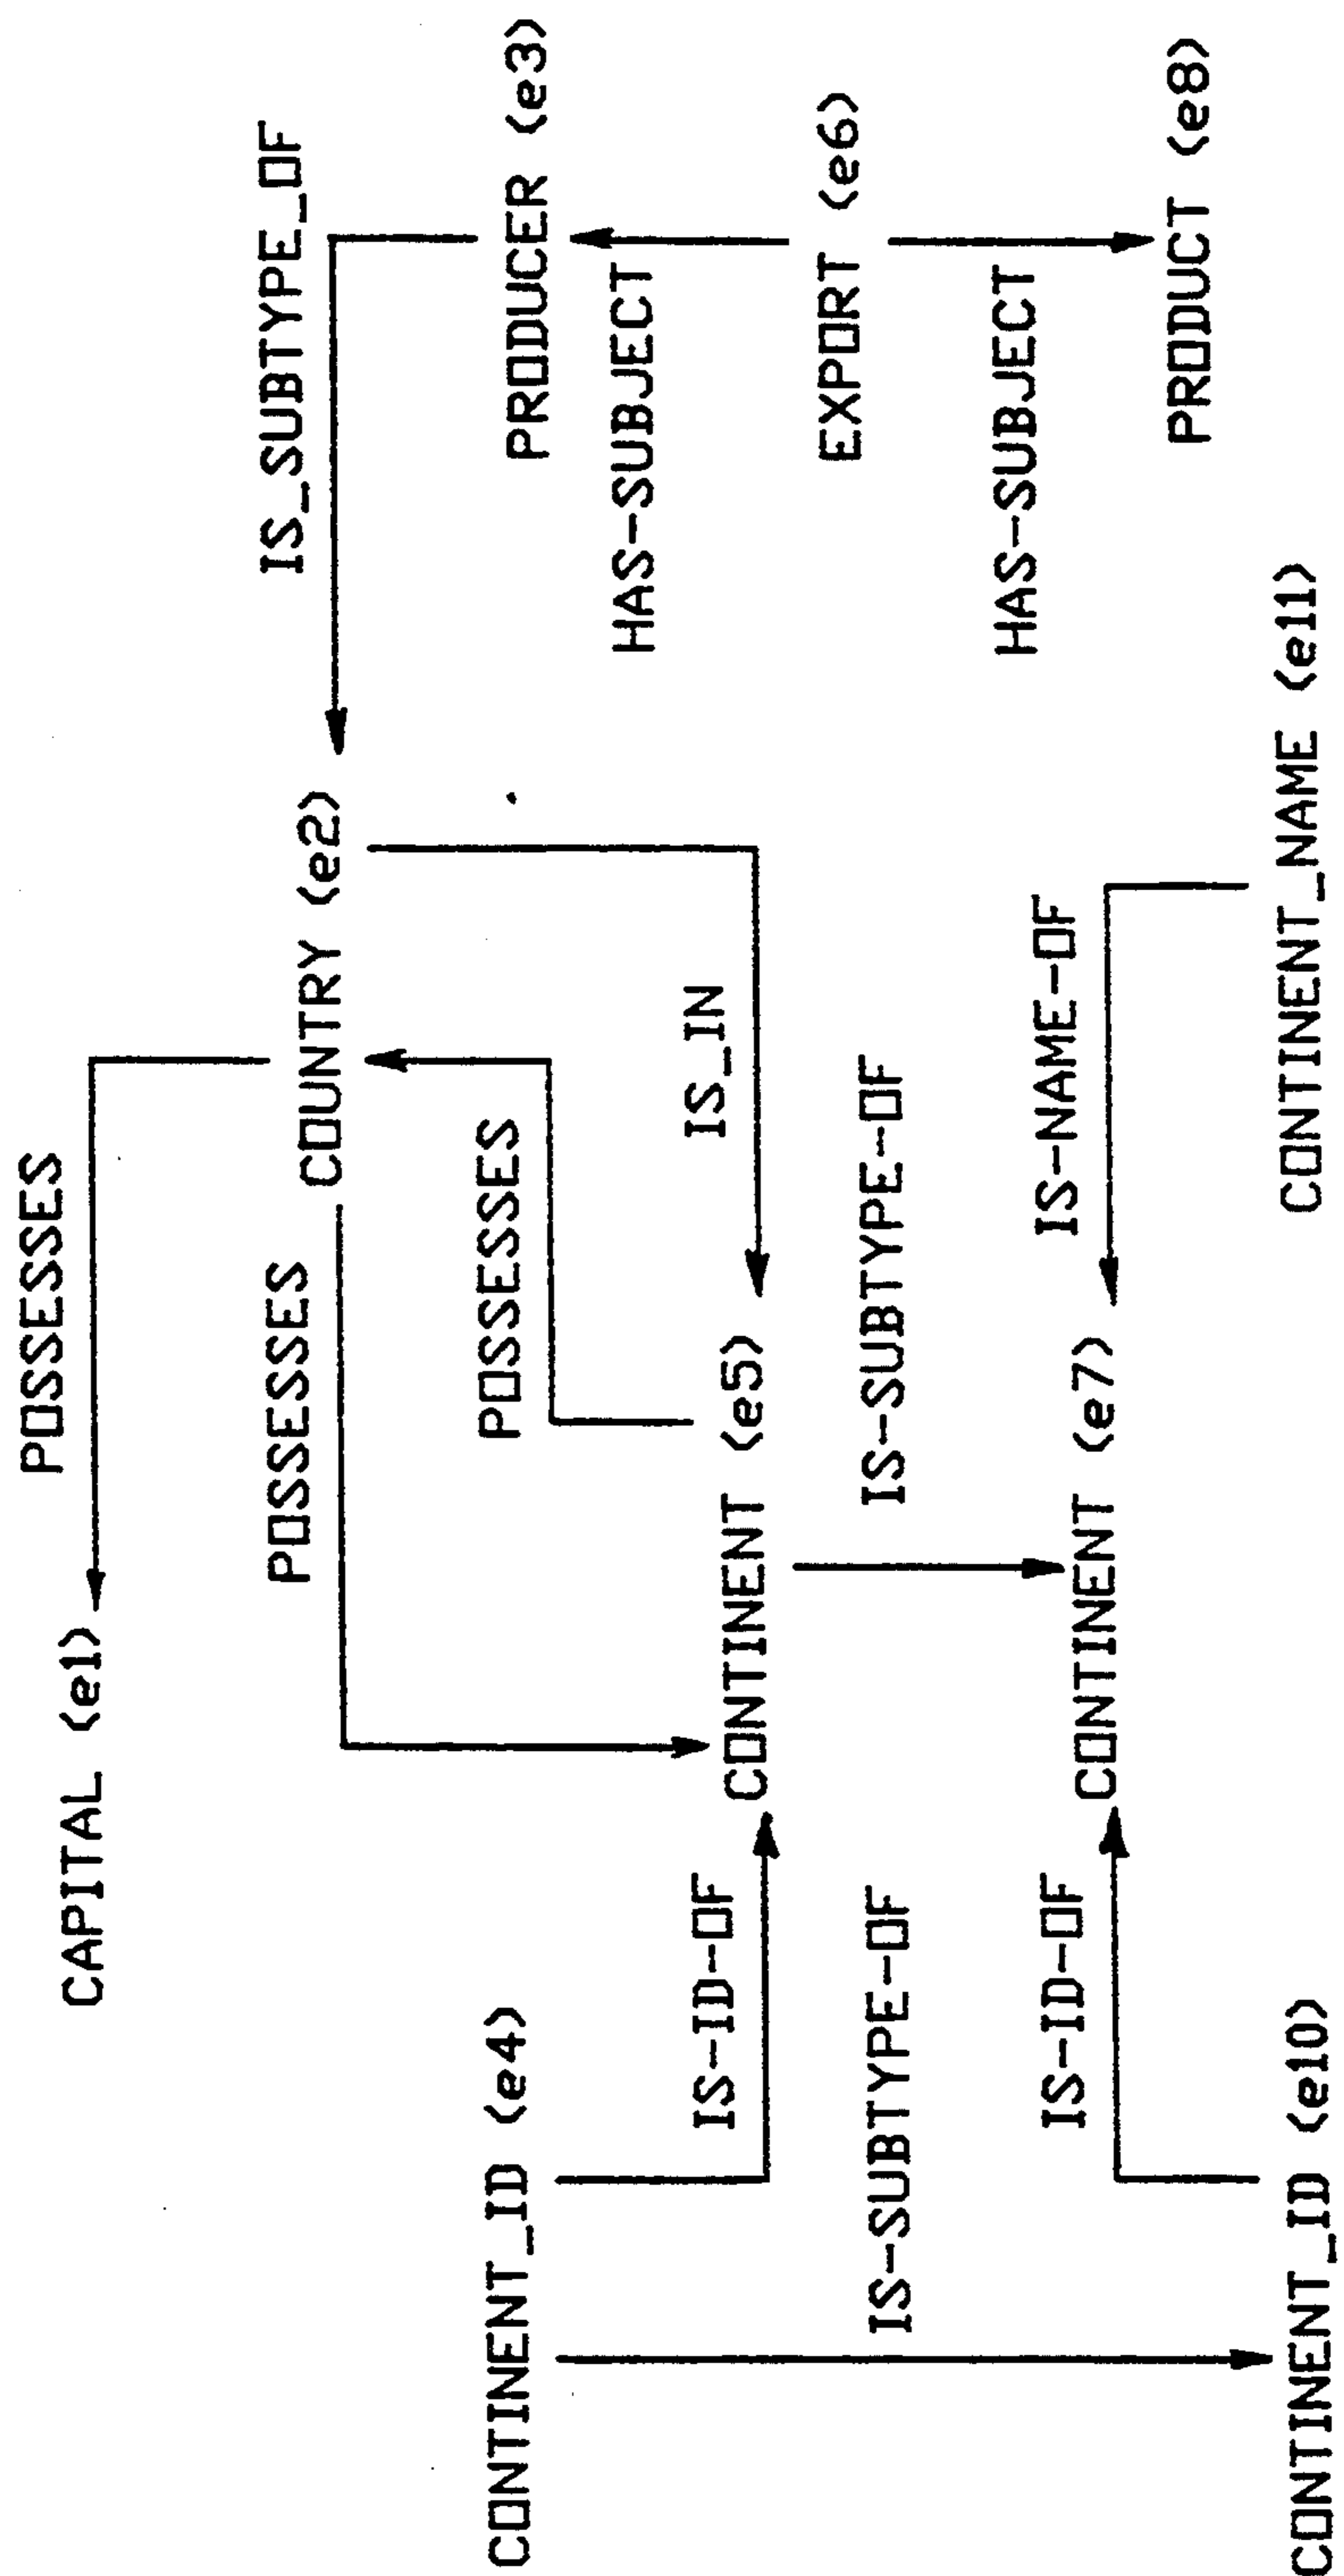 POSSESSES
CAPITAL (e1)
IS_SUBTYPE_OF
POSSESSES
COUNTRY (e2)
CONTINENT_ID (e4)
POSSESSES
PRODUCER (e3)
HAS-SUBJECT
IS-ID-OF
IS_IN
CONTINENT (e5)
EXPORT (e6)
IS-SUBTYPE-OF
IS-SUBTYPE-OF
HAS-SUBJECT
IS-ID-OF
IS-NAME-OF
CONTINENT (e7)
PRODUCT (e8)
CONTINENT_ID (e10)
CONTINENT_NAME (e11)